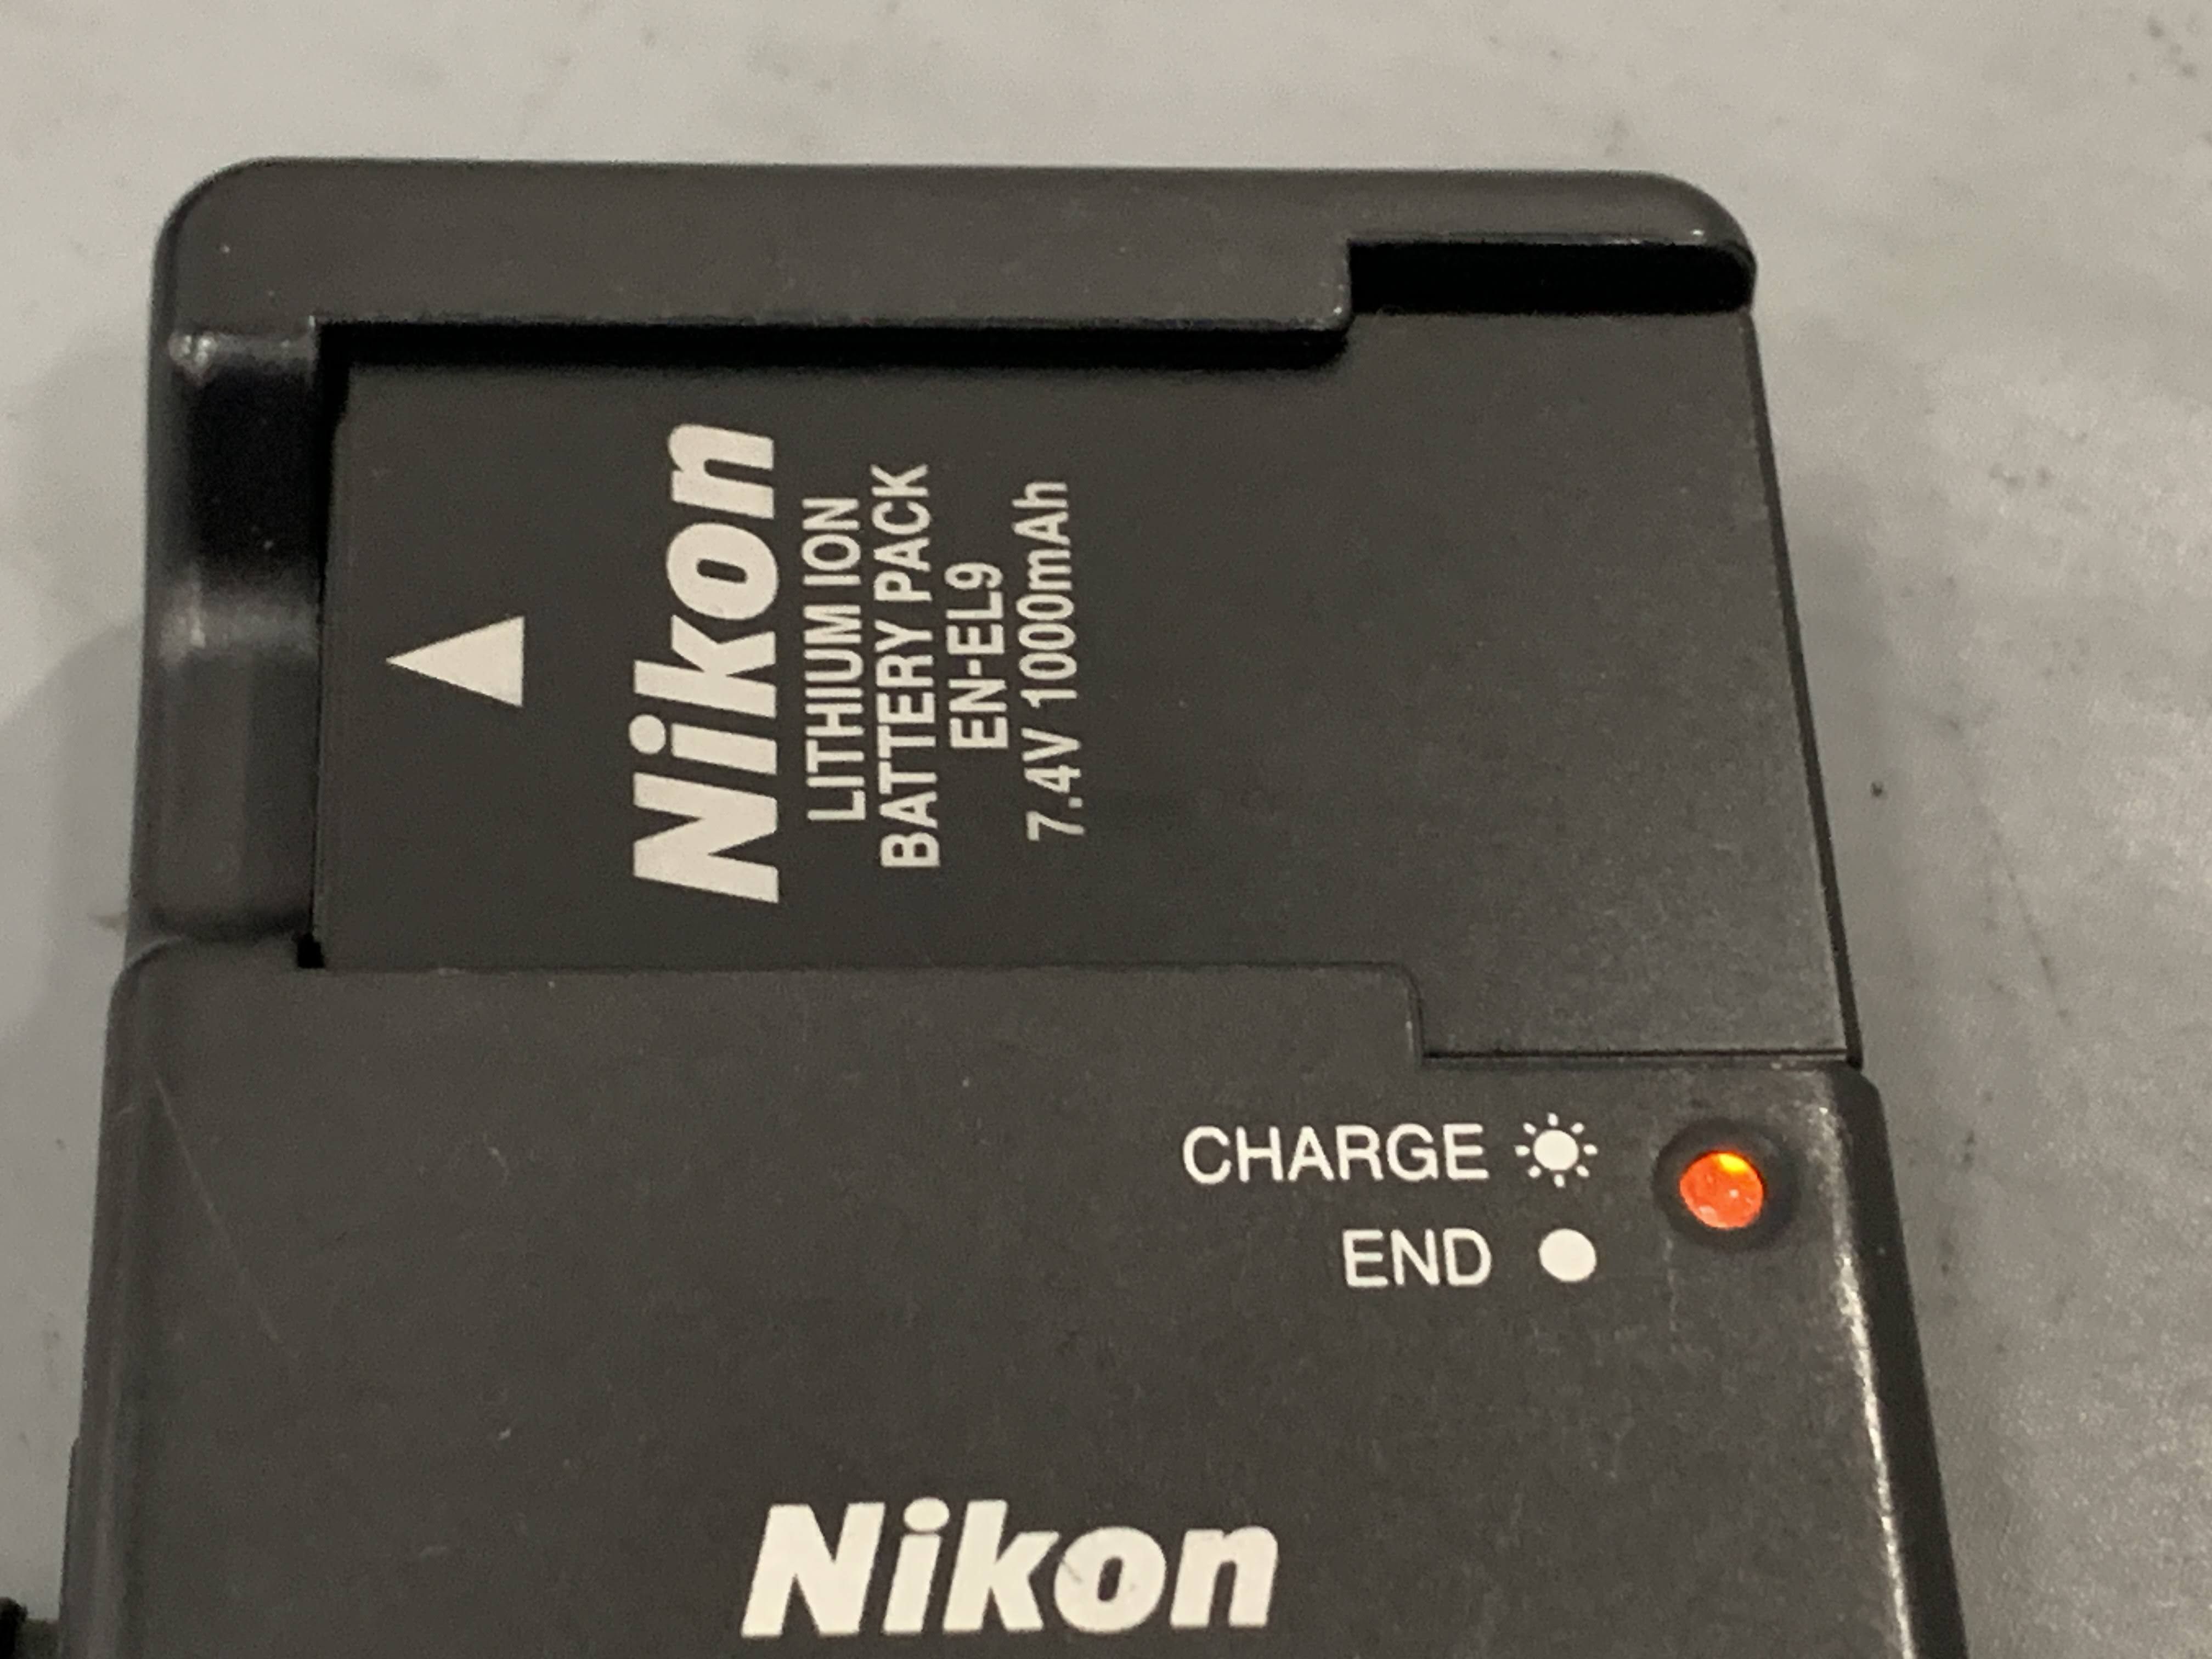 Nikon
LITHIUM ION
BATTERY PACK
EN-EL9
7.4V 1000mAh
CHARGE
END
Nikon